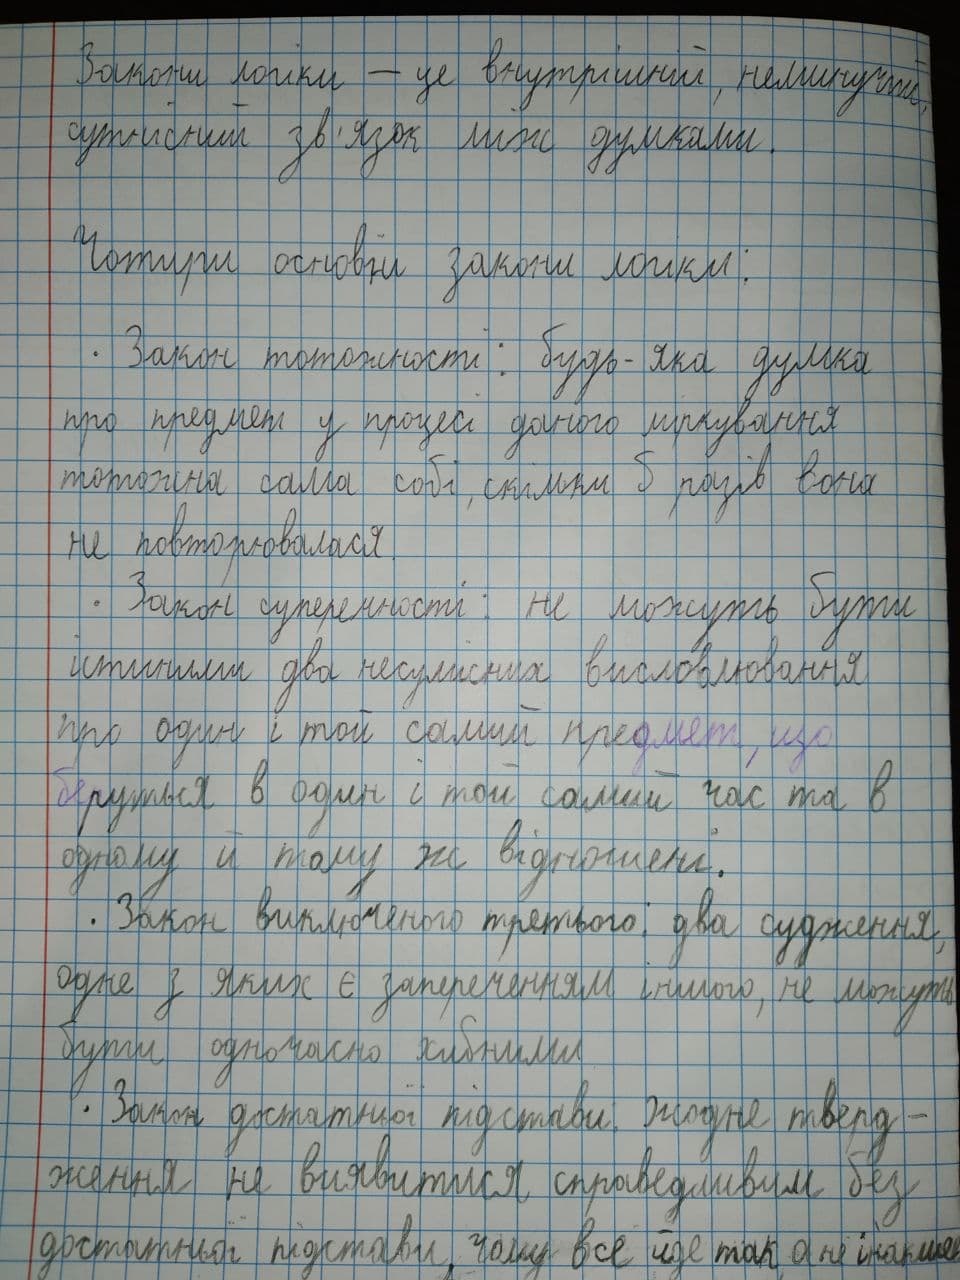 Закони логіки – це внутрішній, неминучий,
сутнісний зв'язок між думками.
Чотири основні закони логіки:
· Закон тотожності: будь-яка думка
про предмет у процесі даного міркування
тотожна сама собі, скільки б разів вона
не повторювалася.
· Закон суперечності: не можуть бути
істиними два несумісних висловлювання
про один і той самий предмет, що
беруться в один і той самий час та в
одному й тому ж відношенні.
· Закон виключеного третього: два судження,
одне з яких є запереченням іншого, не можуть
бути одночасно хибними
· Закон достатньої підстави: жодне тверд-
ження не виявитися справедливим без
достатньої підстави, чому все йде так, а не інакше